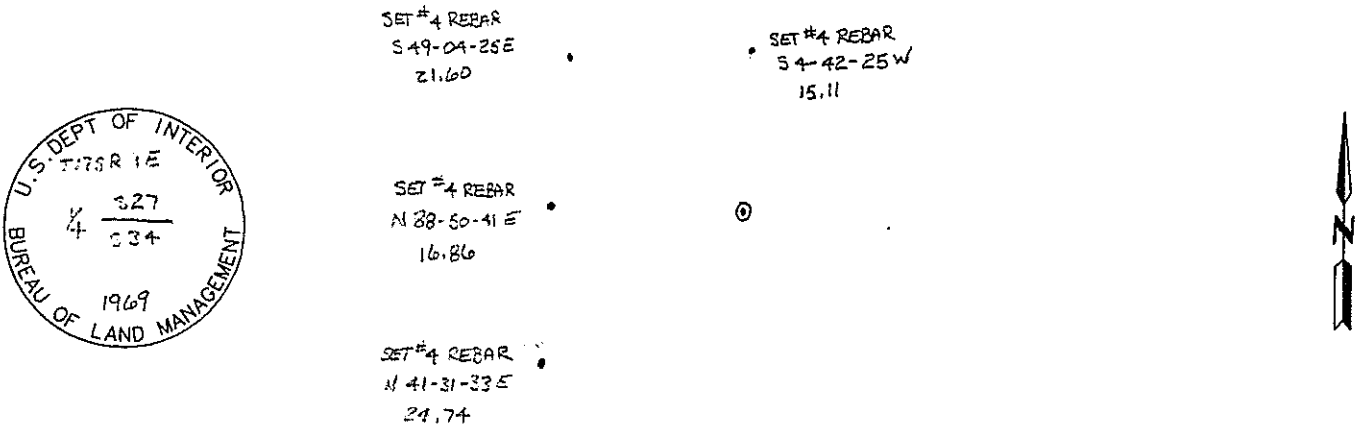 SET #4 REBAR
S 49-04-25E
21.60
SET #4 REBAR
S 4-42-25 W
15.11
U.S. DEPT OF INTERIOR
T17S R 1E
1/4 S27
S34
1969
BUREAU OF LAND MANAGEMENT
SET #4 REBAR
N 88-50-41 E
16.86
SET #4 REBAR
N 41-31-33 E
24.74
N